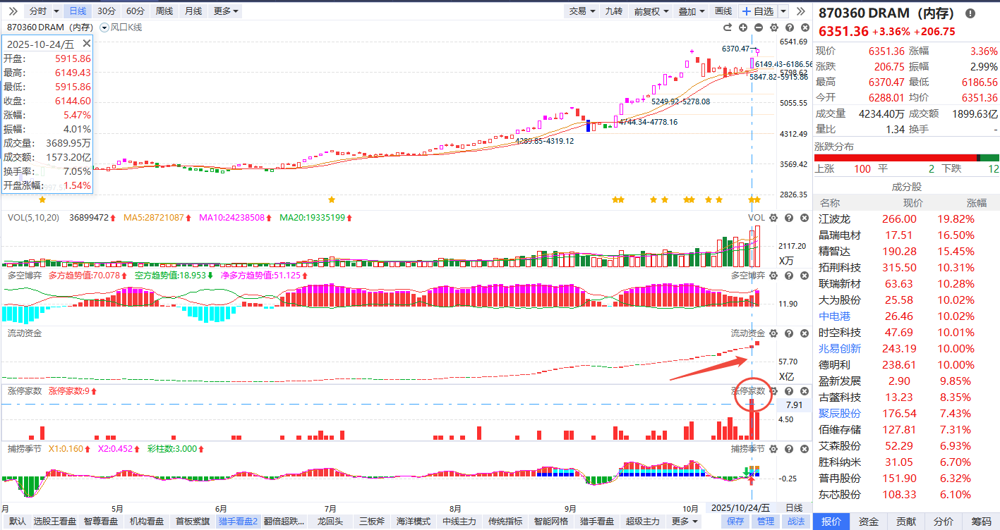 分时 日线 30分 60分 周线 月线 更多 交易 九转 前复权 叠加 画线 自选
870360 DRAM（内存） 风口K线
2025-10-24/五
开盘: 5915.86
最高: 6149.43
最低: 5915.86
收盘: 6144.60
涨幅: 5.47%
振幅: 4.01%
成交量: 3689.95万
成交额: 1573.20亿
换手率: 7.05%
开盘涨幅: 1.54%
6370.47
6149.43-6186.56
5847.82-5915.86
5249.92-5278.08
4744.34-4778.16
4289.85-4319.12
6541.69
5798.62
5055.55
4312.49
3569.42
2826.35
VOL(5,10,20) 36899472 MA5:28721087 MA10:24238508 MA20:19335199 VOL
2117.20
X万
多空博弈 多方趋势值:70.078 空方趋势值:18.953 净多方趋势值:51.125 多空博弈
11.90
流动资金 流动资金
57.70
X亿
涨停家数 涨停家数:9 涨停家数
7.91
4.50
捕捞季节 X1:0.160 X2:0.452 彩柱数:3.000 捕捞季节
-0.25
月 5月 6月 7月 8月 9月 10月 2025/10/24/五 日线
默认 选股王看盘 智尊看盘 机构看盘 首板紫旗 猎手看盘2 翻倍超跌... 龙回头 三板斧 海洋模式 中线主力 传统指标 智能网格 猎手看盘 超级主力 更多 保存 管理 战法
870360 DRAM（内存）
6351.36 +3.36% +206.75
现价 6351.36 涨幅 3.36%
涨跌 206.75 振幅 2.99%
最高 6370.47 最低 6186.56
今开 6288.01 均价 6351.36
成交量 4234.40万 成交额 1899.63亿
量比 1.34 换手 -
涨跌分布
上涨 100 平 2 下跌 12
成分股
名称 现价 涨幅
江波龙 266.00 19.82%
晶瑞电材 17.51 16.50%
精智达 190.28 15.45%
拓荆科技 315.50 10.31%
联瑞新材 63.63 10.28%
大为股份 25.58 10.02%
中电港 26.46 10.02%
时空科技 47.69 10.01%
兆易创新 243.19 10.00%
德明利 238.61 10.00%
盈新发展 2.90 9.85%
古鳌科技 13.23 8.35%
聚辰股份 176.54 7.43%
佰维存储 127.81 7.31%
艾森股份 52.29 6.93%
胜科纳米 31.05 6.70%
普冉股份 151.90 6.32%
东芯股份 108.33 6.10%
报价 资金 贡献 分价 筹码